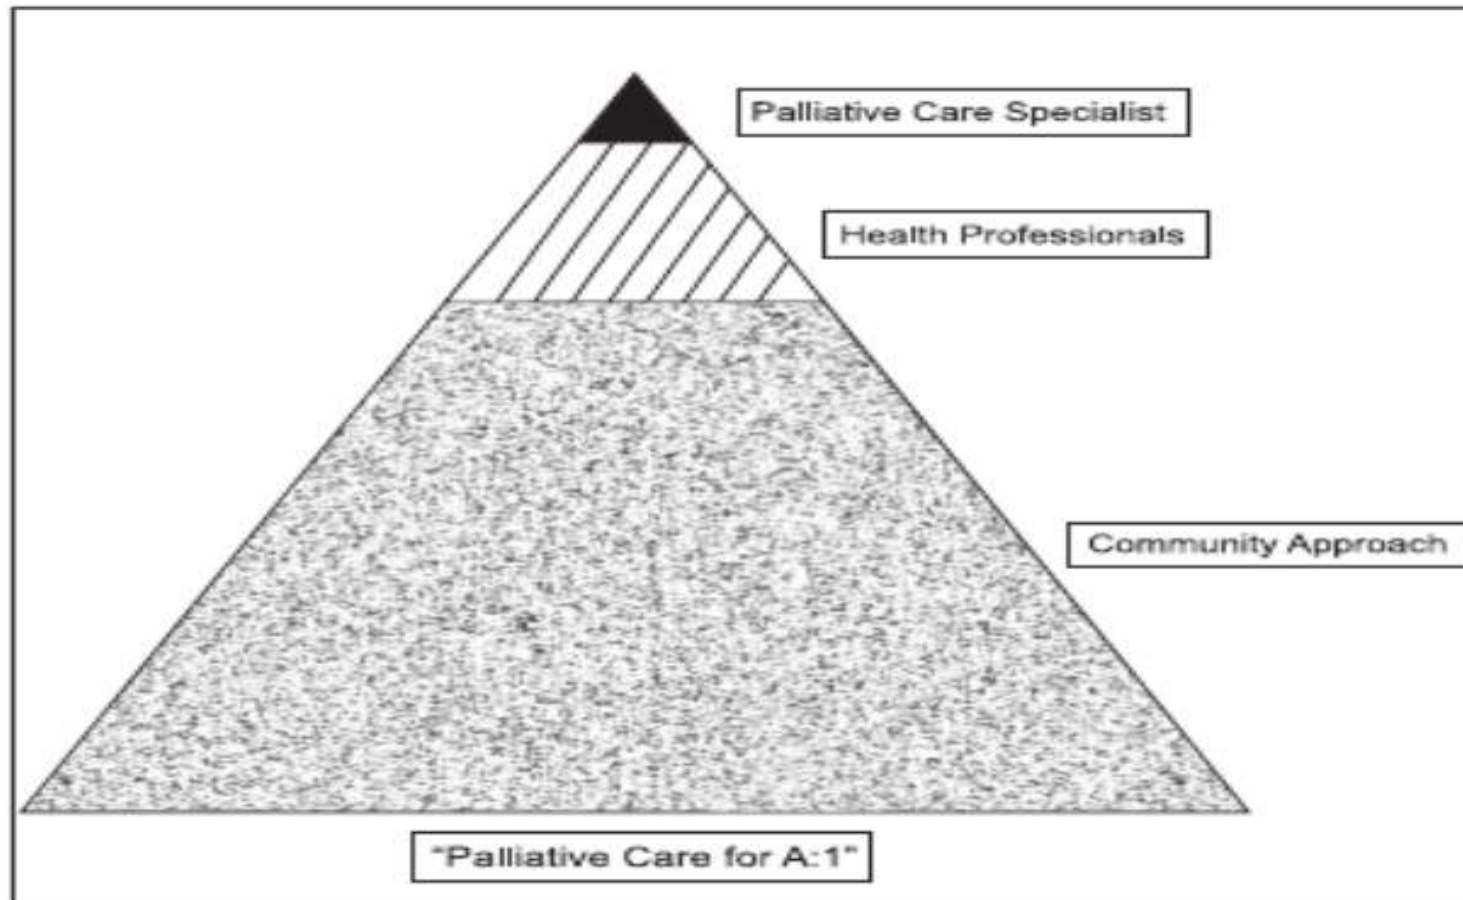 Palliative Care Specialist
Health Professionals
Community Approach
"Palliative Care for A:1"